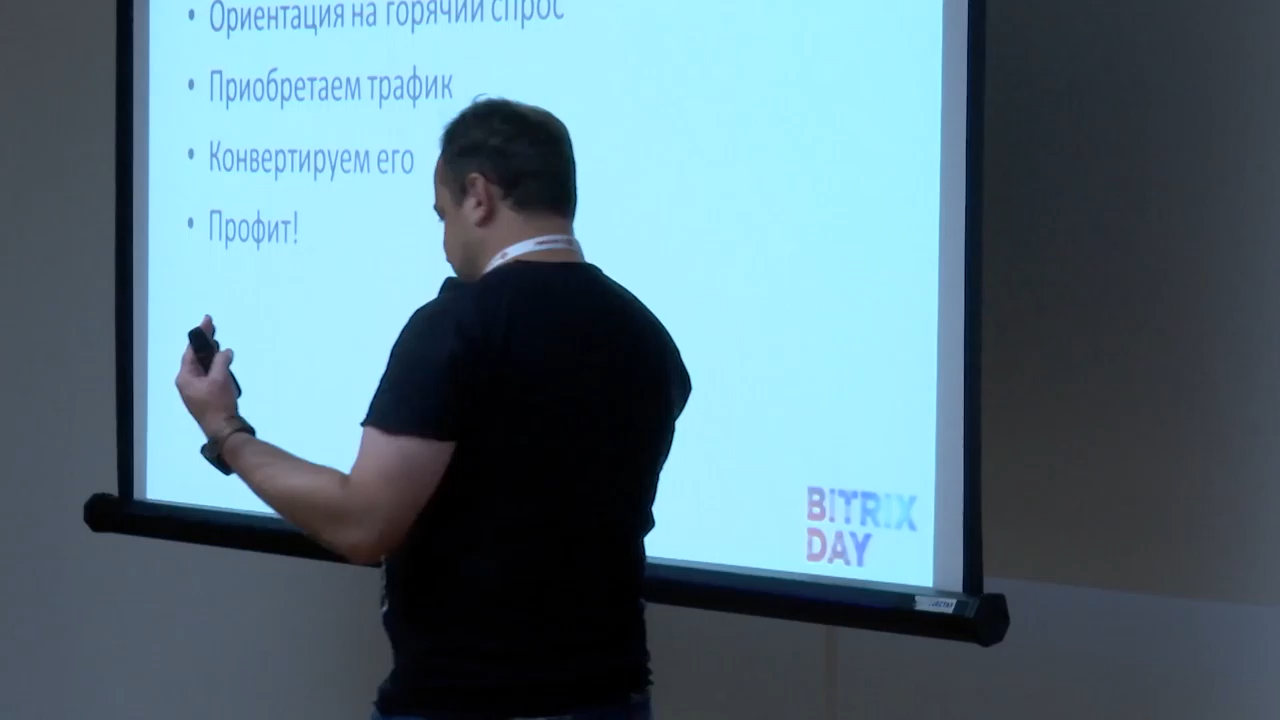 • Ориентация на горячий спрос
• Приобретаем трафик
• Конвертируем его
• Профит!
BITRIX
DAY